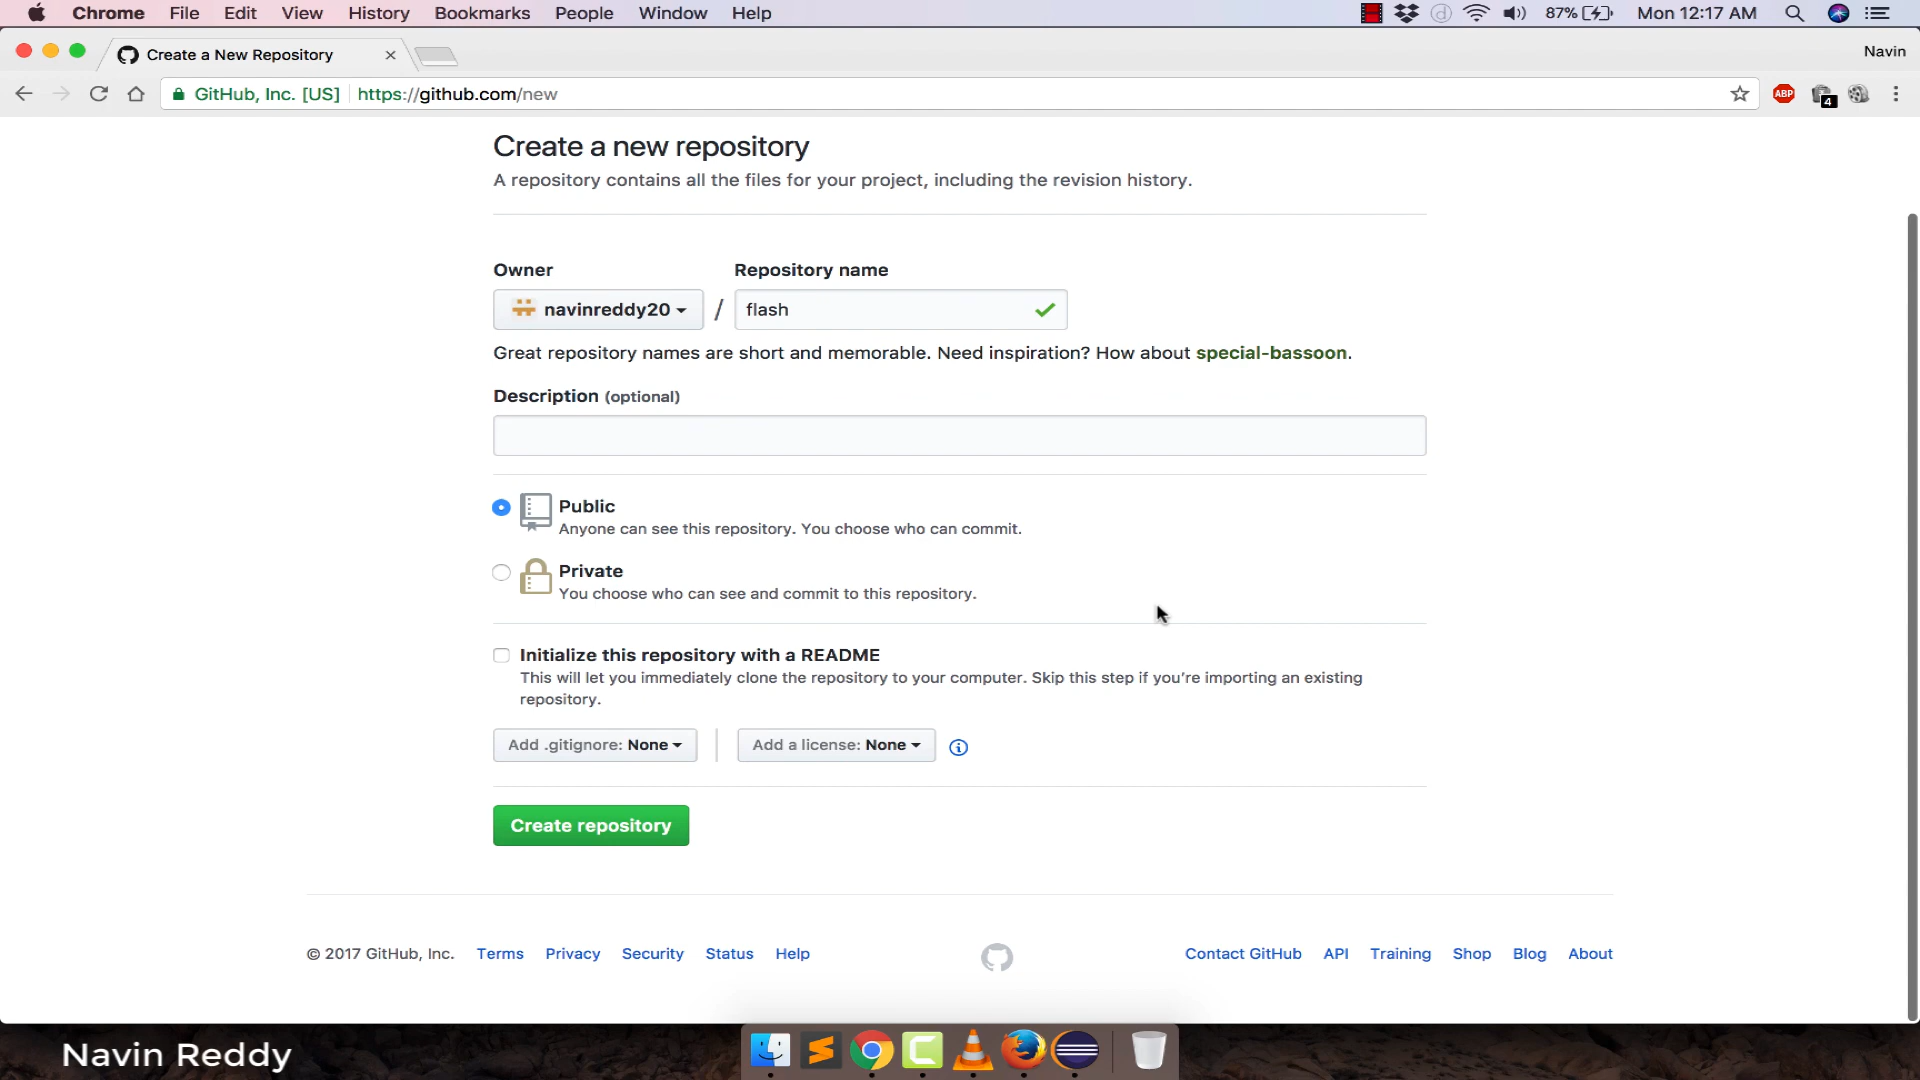 Chrome File Edit View History Bookmarks People Window Help 87% Mon 12:17 AM
Create a New Repository Navin
GitHub, Inc. [US] https://github.com/new ABP 4
Create a new repository
A repository contains all the files for your project, including the revision history.
Owner Repository name
navinreddy20 / flash
Great repository names are short and memorable. Need inspiration? How about special-bassoon.
Description (optional)
Public
Anyone can see this repository. You choose who can commit.
Private
You choose who can see and commit to this repository.
Initialize this repository with a README
This will let you immediately clone the repository to your computer. Skip this step if you’re importing an existing
repository.
Add .gitignore: None Add a license: None
Create repository
© 2017 GitHub, Inc. Terms Privacy Security Status Help Contact GitHub API Training Shop Blog About
Navin Reddy